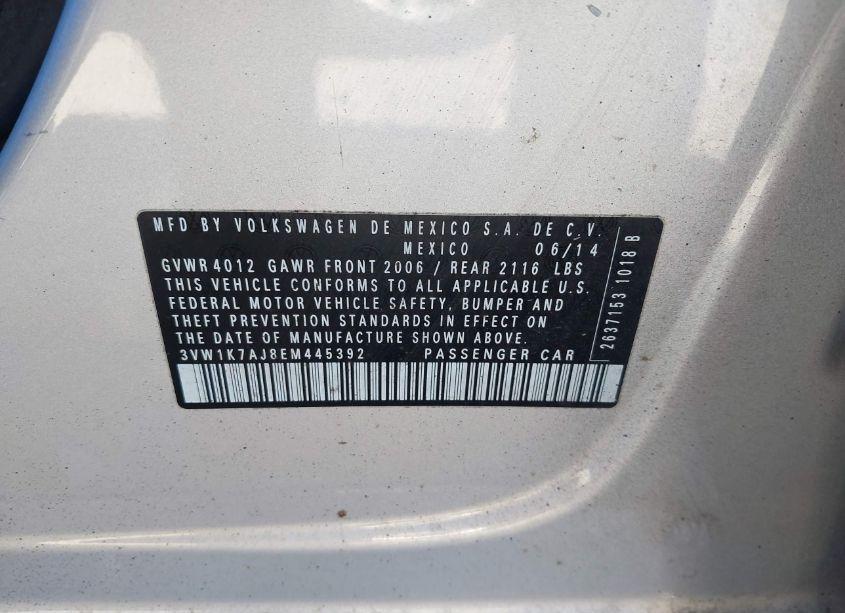 MFD BY VOLKSWAGEN DE MEXICO S.A. DE C.V.
MEXICO 06/14
GVWR 4012 GAWR FRONT 2006 / REAR 2116 LBS
THIS VEHICLE CONFORMS TO ALL APPLICABLE U.S.
FEDERAL MOTOR VEHICLE SAFETY, BUMPER AND
THEFT PREVENTION STANDARDS IN EFFECT ON
THE DATE OF MANUFACTURE SHOWN ABOVE.
3VW1K7AJ8EM445392 PASSENGER CAR
2637153 1018 B